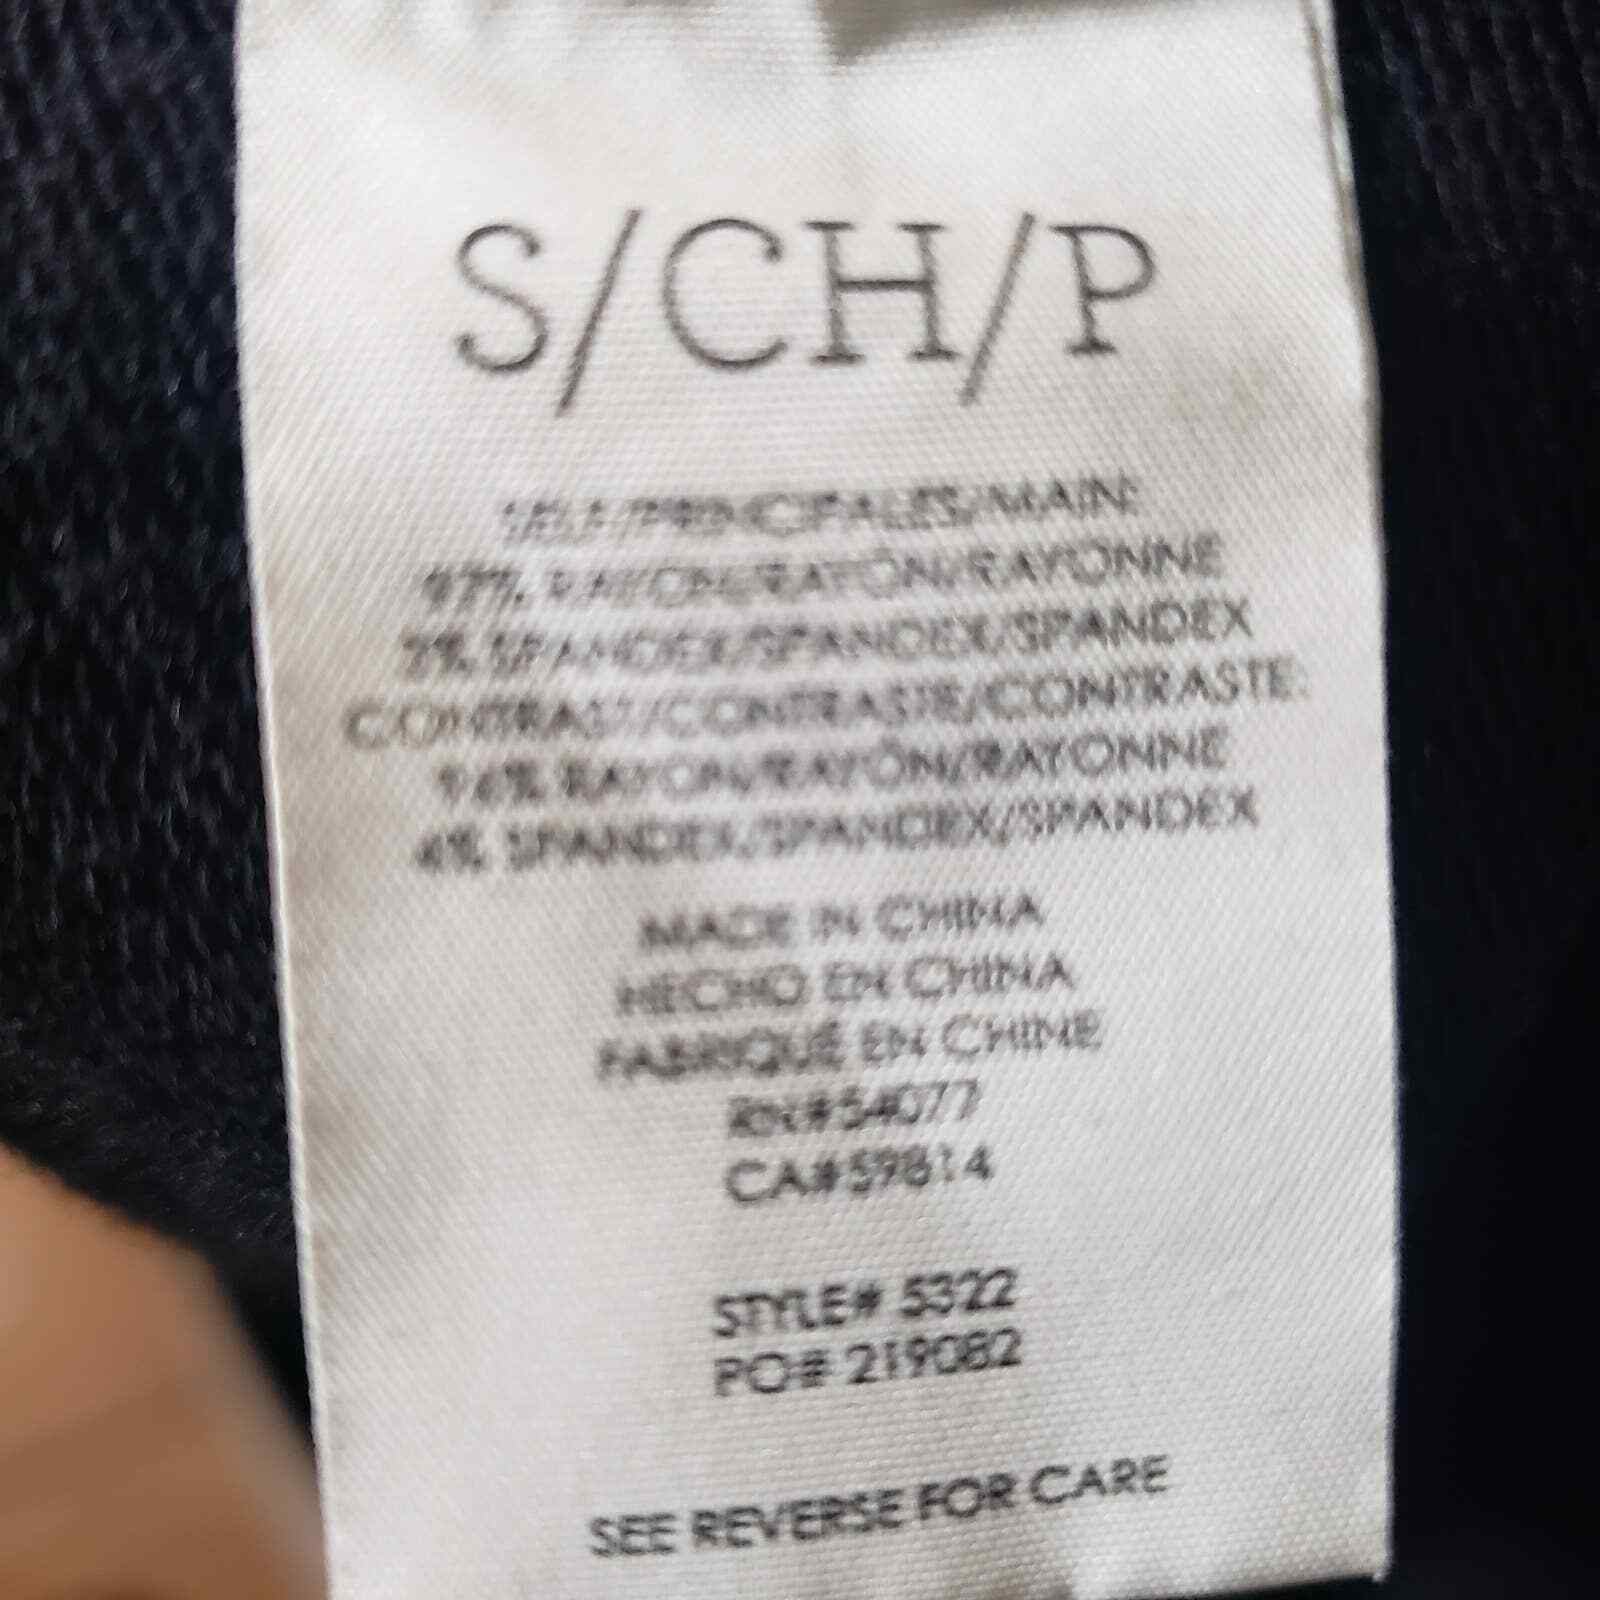 S/CH/P
SELF/PRINCIPALES/MAIN:
97% RAYON/RAYÓN/RAYONNE
3% SPANDEX/SPANDEX/SPANDEX
CONTRAST/CONTRASTE/CONTRASTE:
96% RAYON/RAYÓN/RAYONNE
4% SPANDEX/SPANDEX/SPANDEX
MADE IN CHINA
HECHO EN CHINA
FABRIQUÉ EN CHINE
RN#54077
CA#59814
STYLE# 5322
PO# 219082
SEE REVERSE FOR CARE